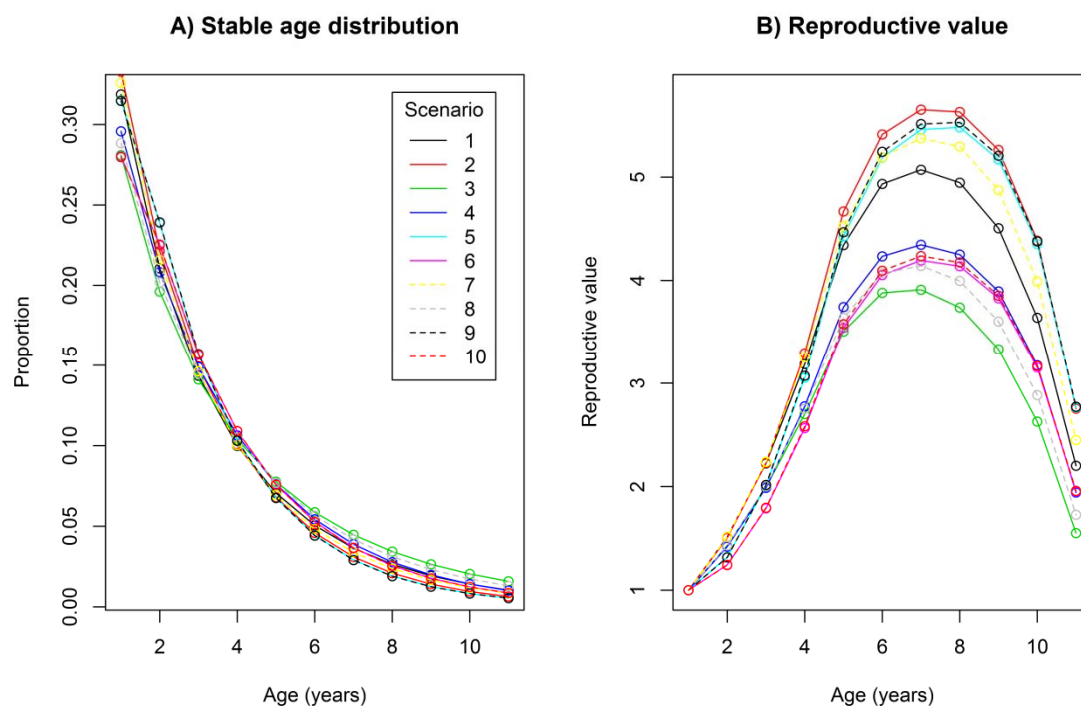 A) Stable age distribution
Proportion
0.00 0.05 0.10 0.15 0.20 0.25 0.30
Scenario
1
2
3
4
5
6
7
8
9
10
2 4 6 8 10
Age (years)
B) Reproductive value
Reproductive value
1 2 3 4 5
2 4 6 8 10
Age (years)